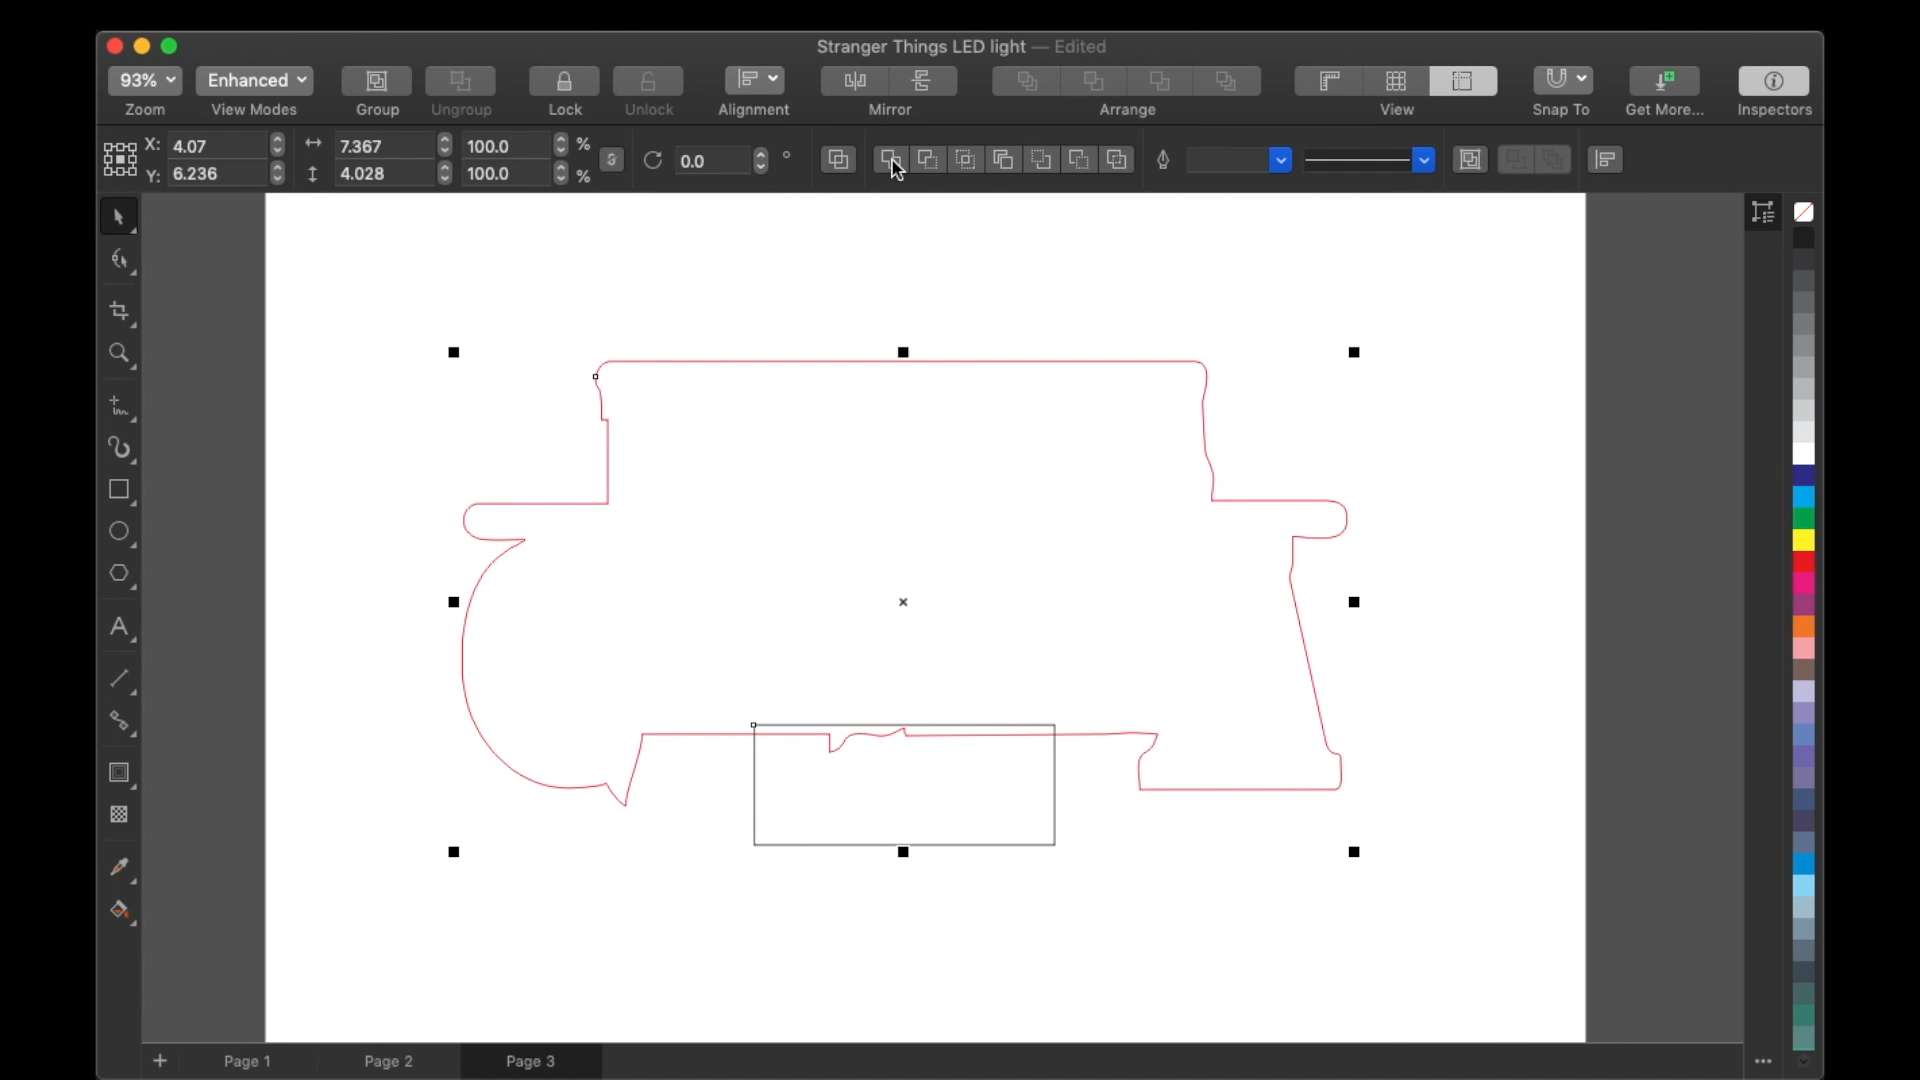 Stranger Things LED light — Edited
93% Enhanced
Zoom View Modes Group Ungroup Lock Unlock Alignment Mirror Arrange View Snap To Get More... Inspectors
X: 4.07 7.367 100.0 %
Y: 6.236 4.028 100.0 %
0.0 °
A
Page 1 Page 2 Page 3